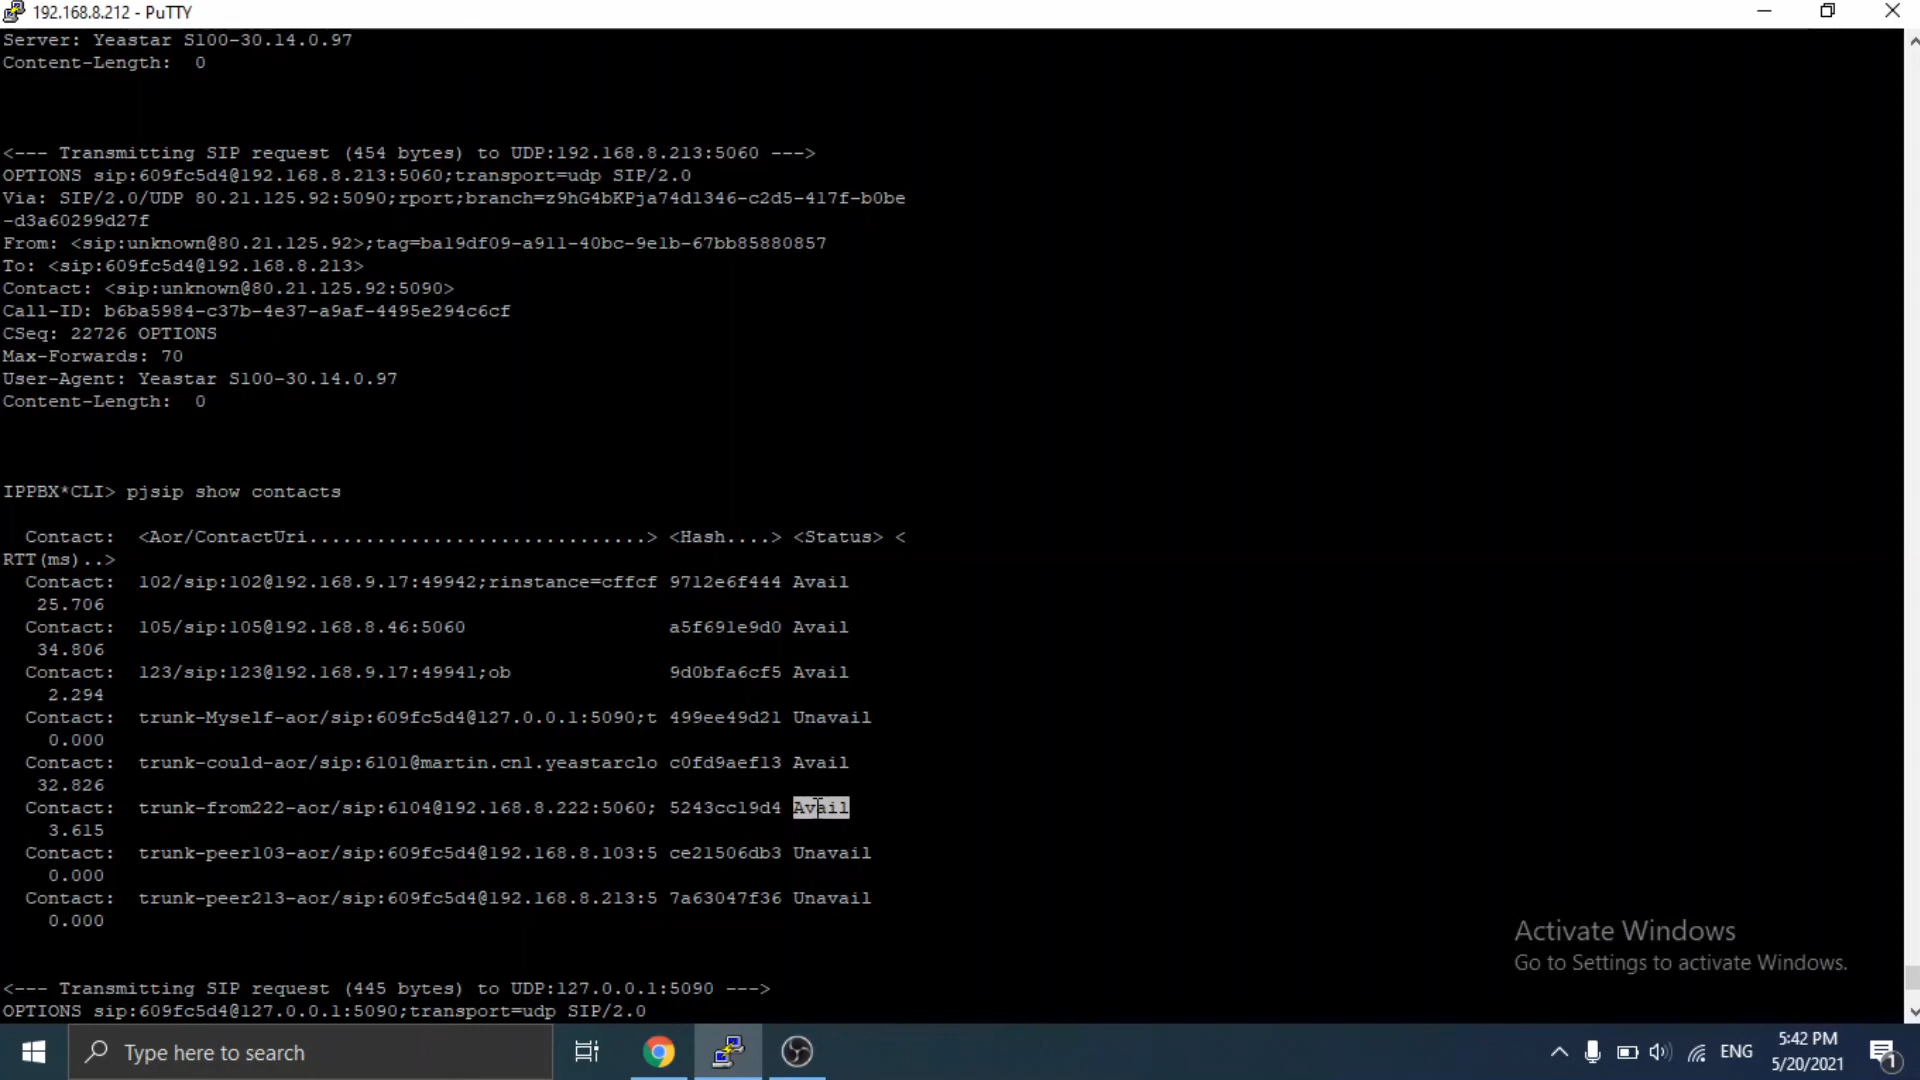 192.168.8.212 - PuTTY
Server: Yeastar S100-30.14.0.97
Content-Length:  0
<--- Transmitting SIP request (454 bytes) to UDP:192.168.8.213:5060 --->
OPTIONS sip:609fc5d4@192.168.8.213:5060;transport=udp SIP/2.0
Via: SIP/2.0/UDP 80.21.125.92:5090;rport;branch=z9hG4bKPja74d1346-c2d5-417f-b0be
-d3a60299d27f
From: <sip:unknown@80.21.125.92>;tag=ba19df09-a911-40bc-9e1b-67bb85880857
To: <sip:609fc5d4@192.168.8.213>
Contact: <sip:unknown@80.21.125.92:5090>
Call-ID: b6ba5984-c37b-4e37-a9af-4495e294c6cf
CSeq: 22726 OPTIONS
Max-Forwards: 70
User-Agent: Yeastar S100-30.14.0.97
Content-Length:  0
IPPBX*CLI> pjsip show contacts
Contact:  <Aor/ContactUri..............................> <Hash....> <Status> <
RTT(ms)..>
Contact:  102/sip:102@192.168.9.17:49942;rinstance=cffcf 9712e6f444 Avail
25.706
Contact:  105/sip:105@192.168.8.46:5060 a5f691e9d0 Avail
34.806
Contact:  123/sip:123@192.168.9.17:49941;ob 9d0bfa6cf5 Avail
2.294
Contact:  trunk-Myself-aor/sip:609fc5d4@127.0.0.1:5090;t 499ee49d21 Unavail
0.000
Contact:  trunk-could-aor/sip:6101@martin.cn1.yeastarclo c0fd9aef13 Avail
32.826
Contact:  trunk-from222-aor/sip:6104@192.168.8.222:5060; 5243cc19d4 Avail
3.615
Contact:  trunk-peer103-aor/sip:609fc5d4@192.168.8.103:5 ce21506db3 Unavail
0.000
Contact:  trunk-peer213-aor/sip:609fc5d4@192.168.8.213:5 7a63047f36 Unavail
0.000
Activate Windows
Go to Settings to activate Windows.
<--- Transmitting SIP request (445 bytes) to UDP:127.0.0.1:5090 --->
OPTIONS sip:609fc5d4@127.0.0.1:5090;transport=udp SIP/2.0
Type here to search
ENG
5:42 PM
5/20/2021
1